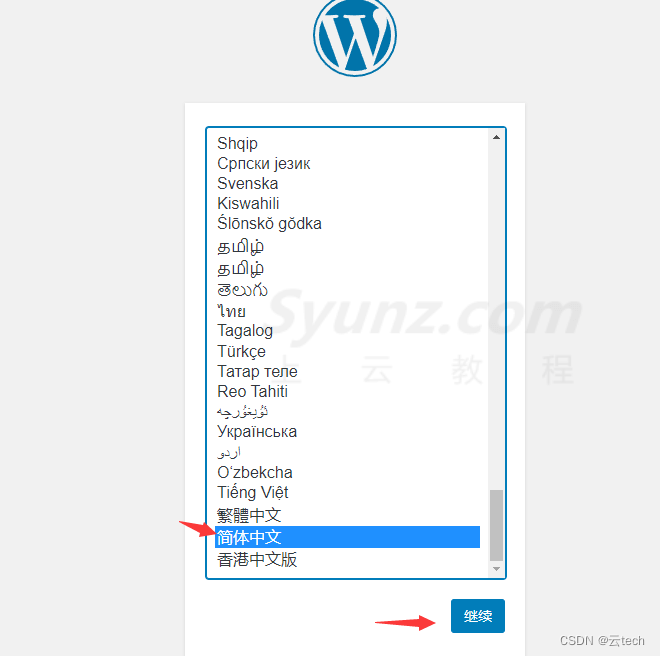 Shqip
Српски језик
Svenska
Kiswahili
Ślōnskŏ gŏdka
தமிழ்
தமிழ்
తెలుగు
ไทย
Tagalog
Türkçe
Татар теле
Reo Tahiti
ئۇيغۇرچە
Українська
اردو
O‘zbekcha
Tiếng Việt
繁體中文
简体中文
香港中文版
Syunz.com
上云教程
继续
CSDN @云tech